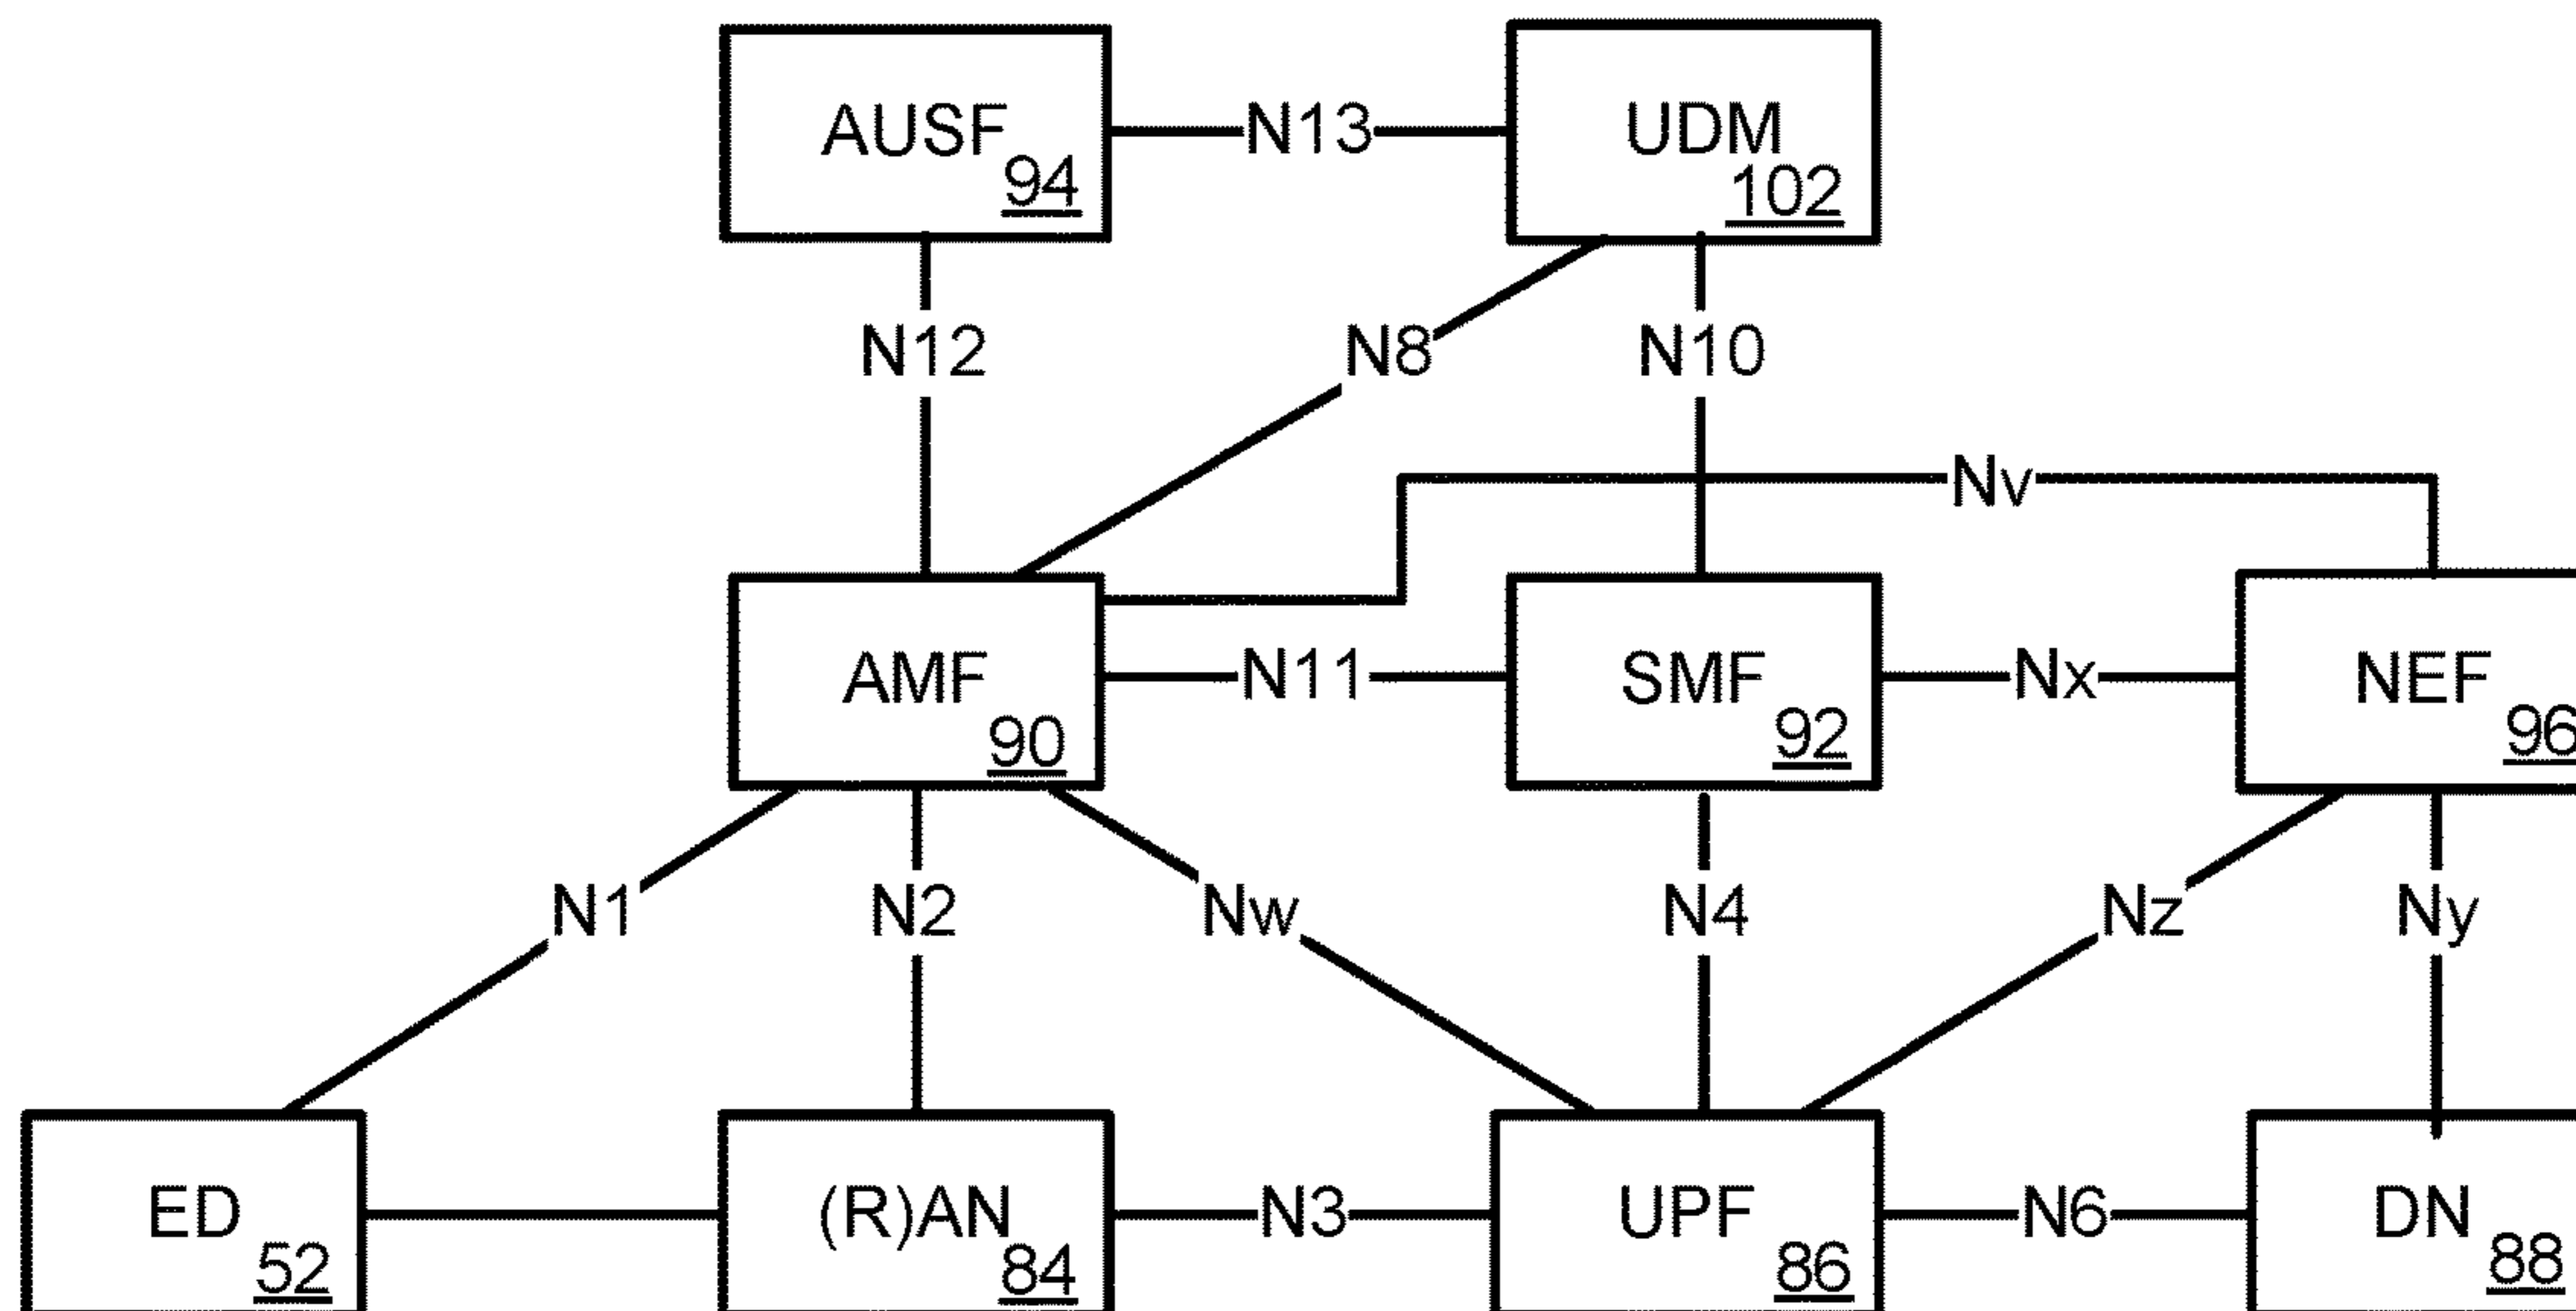 AUSF
94
N13
UDM
102
N12
N8
N10
Nv
AMF
90
N11
SMF
92
Nx
NEF
96
N1
N2
Nw
N4
Nz
Ny
ED
52
(R)AN
84
N3
UPF
86
N6
DN
88